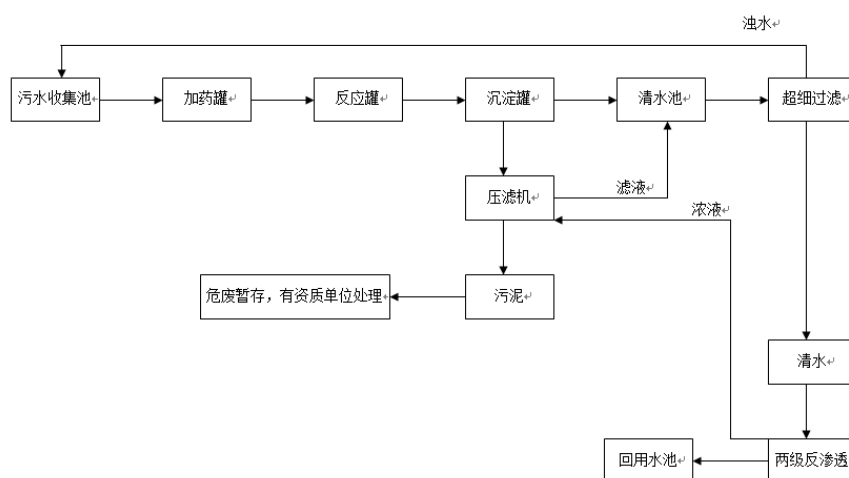 浊水
污水收集池
加药罐
反应罐
沉淀罐
清水池
超细过滤
压滤机
滤液
浓液
危废暂存，有资质单位处理
污泥
清水
回用水池
两级反渗透